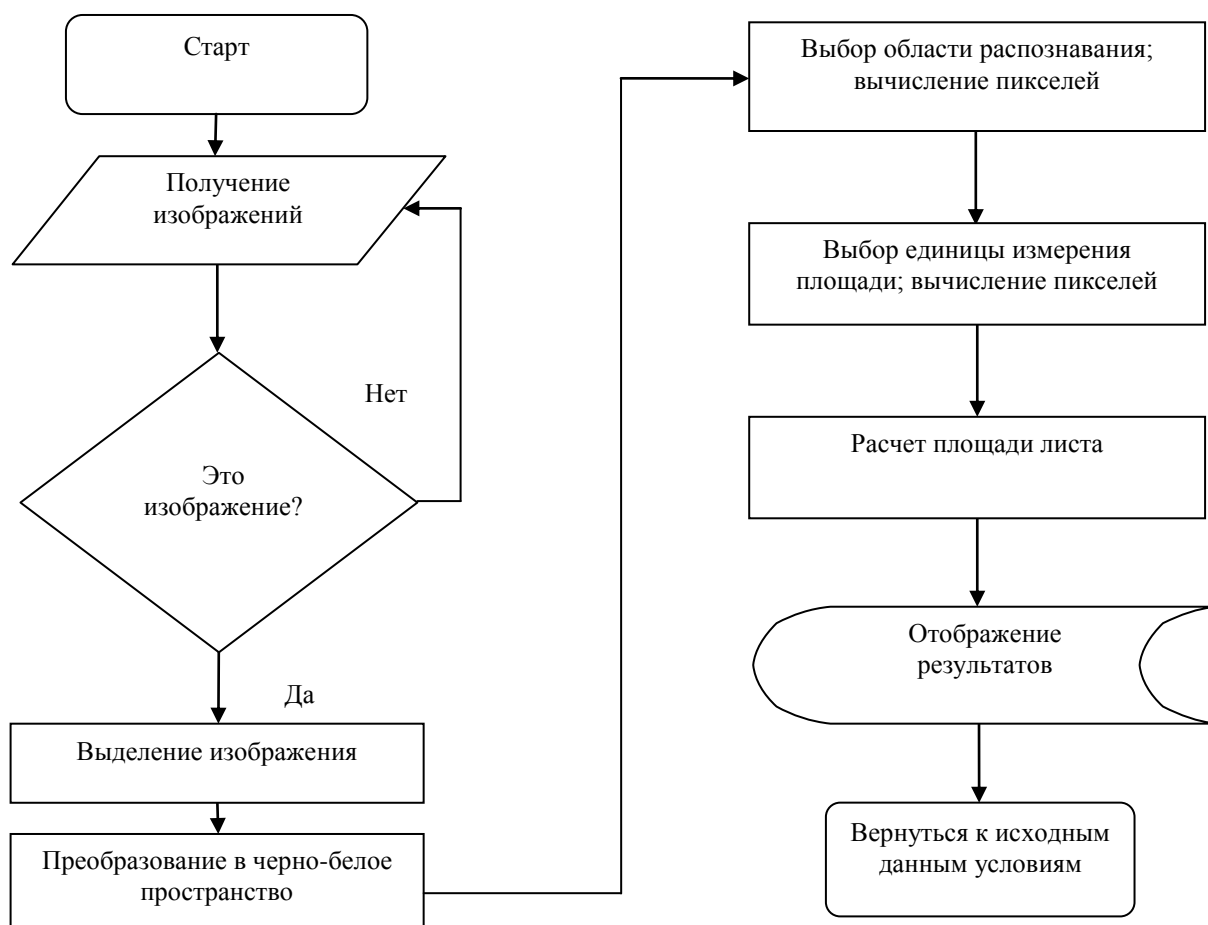 Старт
Получение
изображений
Нет
Это
изображение?
Да
Выделение изображения
Преобразование в черно-белое
пространство
Выбор области распознавания;
вычисление пикселей
Выбор единицы измерения
площади; вычисление пикселей
Расчет площади листа
Отображение
результатов
Вернуться к исходным
данным условиям